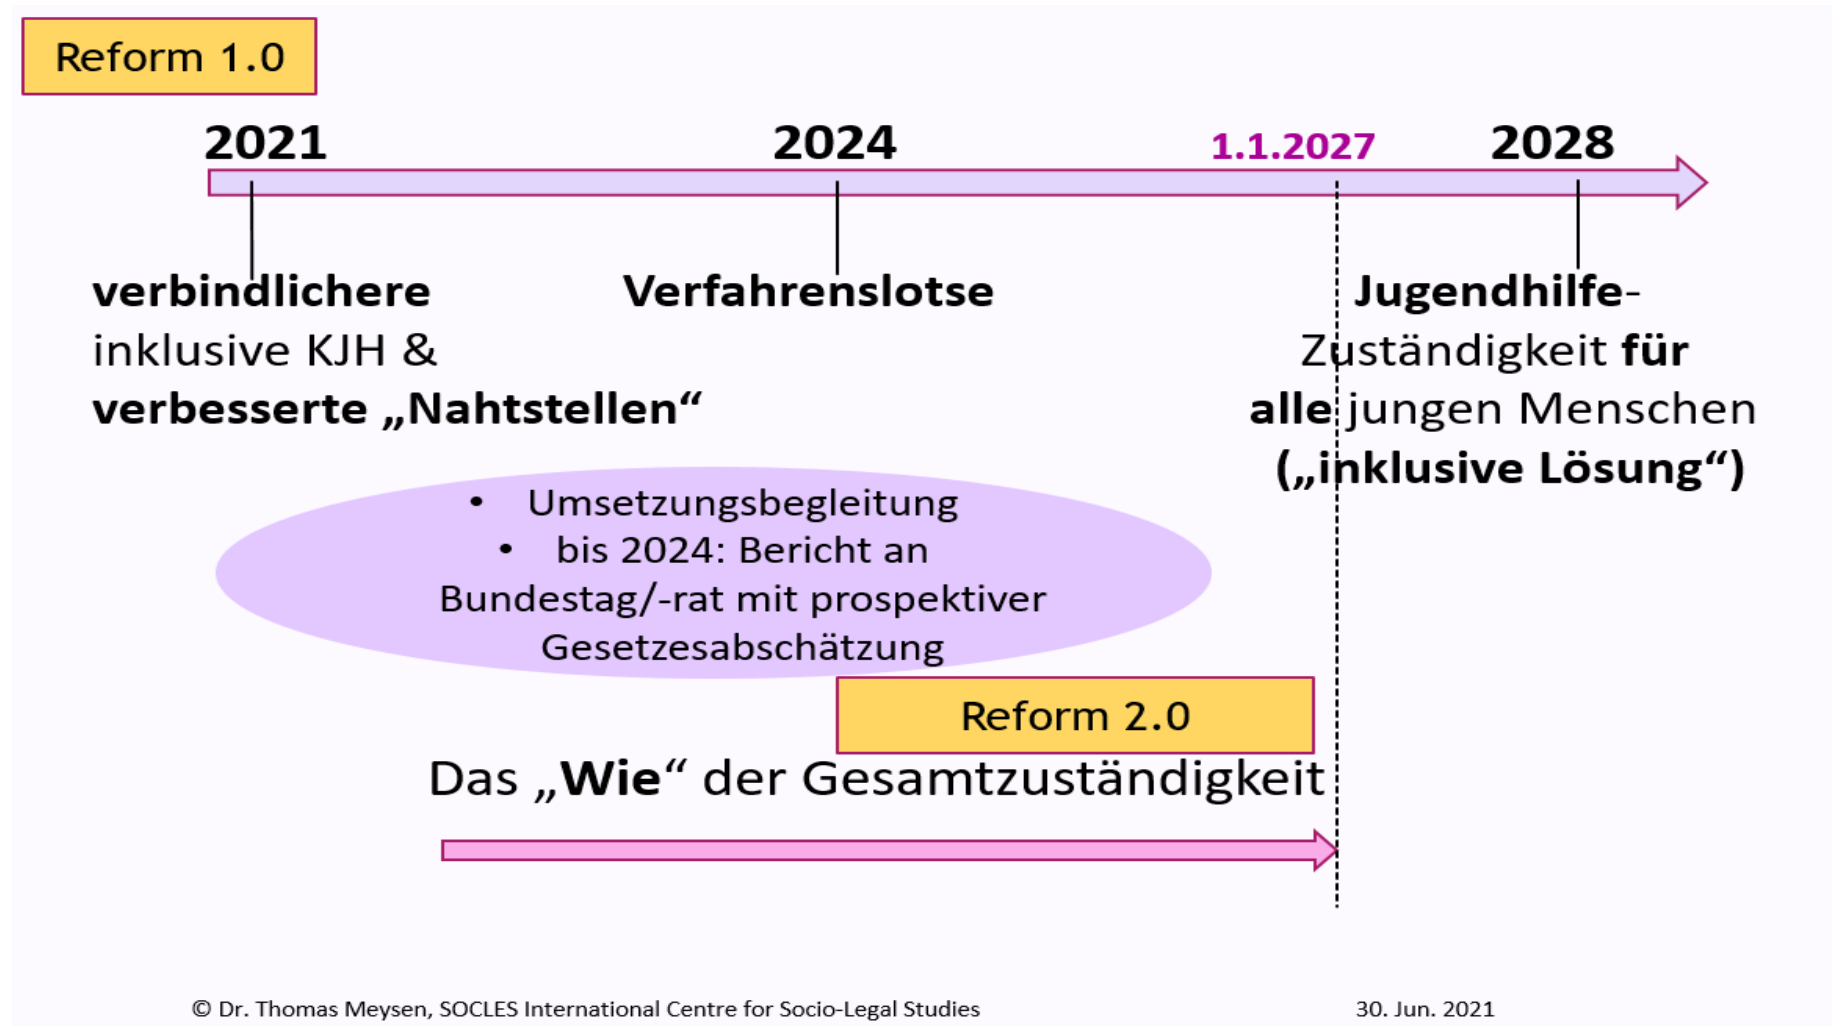 Reform 1.0
2021
2024
1.1.2027
2028
verbindlichere
inklusive KJH &
verbesserte „Nahtstellen“
Verfahrenslotse
Jugendhilfe-
Zuständigkeit für
alle jungen Menschen
(„inklusive Lösung“)
• Umsetzungsbegleitung
• bis 2024: Bericht an
Bundestag/-rat mit prospektiver
Gesetzesabschätzung
Reform 2.0
Das „Wie“ der Gesamtzuständigkeit
© Dr. Thomas Meysen, SOCLES International Centre for Socio-Legal Studies
30. Jun. 2021